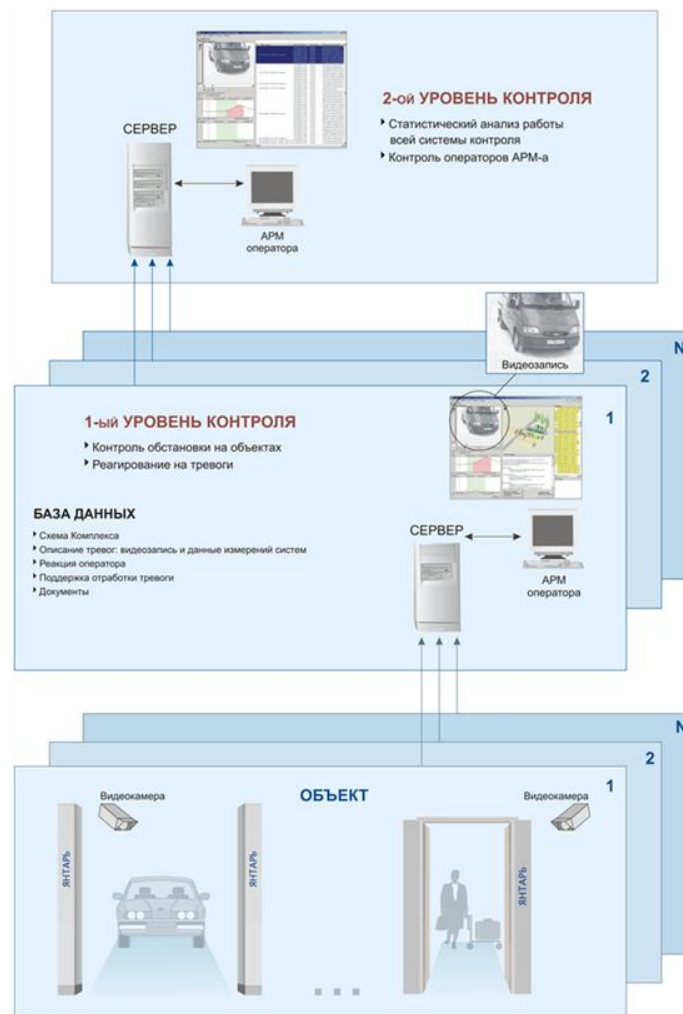 СЕРВЕР
АРМ
оператора
2-ой УРОВЕНЬ КОНТРОЛЯ
Статистический анализ работы
всей системы контроля
Контроль операторов АРМ-а
N
2
1
Видеозапись
1-ый УРОВЕНЬ КОНТРОЛЯ
Контроль обстановки на объектах
Реагирование на тревоги
БАЗА ДАННЫХ
Схема Комплекса
Описание тревог: видеозапись и данные измерений систем
Реакция оператора
Поддержка отработки тревоги
Документы
СЕРВЕР
АРМ
оператора
N
2
1
ОБЪЕКТ
Видеокамера
Видеокамера
ЯНТАРЬ
ЯНТАРЬ
ЯНТАРЬ